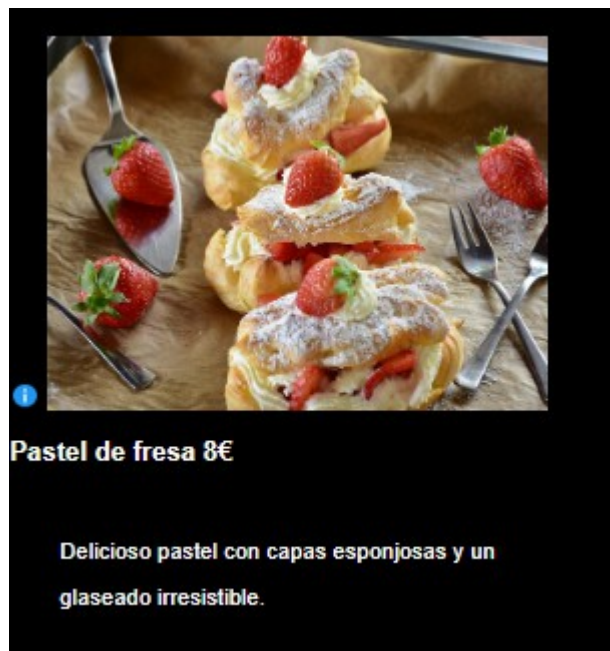 Pastel de fresa 8€
Delicioso pastel con capas esponjosas y un
glaseado irresistible.